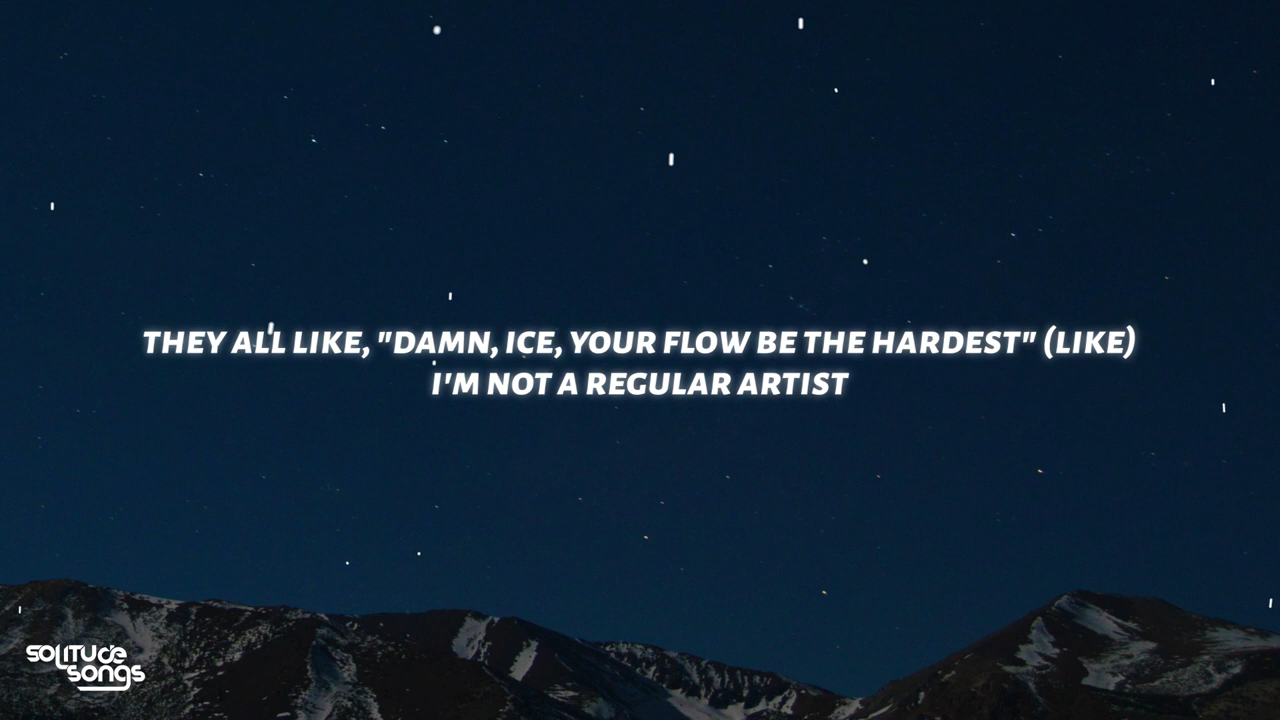 THEY ALL LIKE, "DAMN, ICE, YOUR FLOW BE THE HARDEST" (LIKE)
I'M NOT A REGULAR ARTIST
solitude
songs